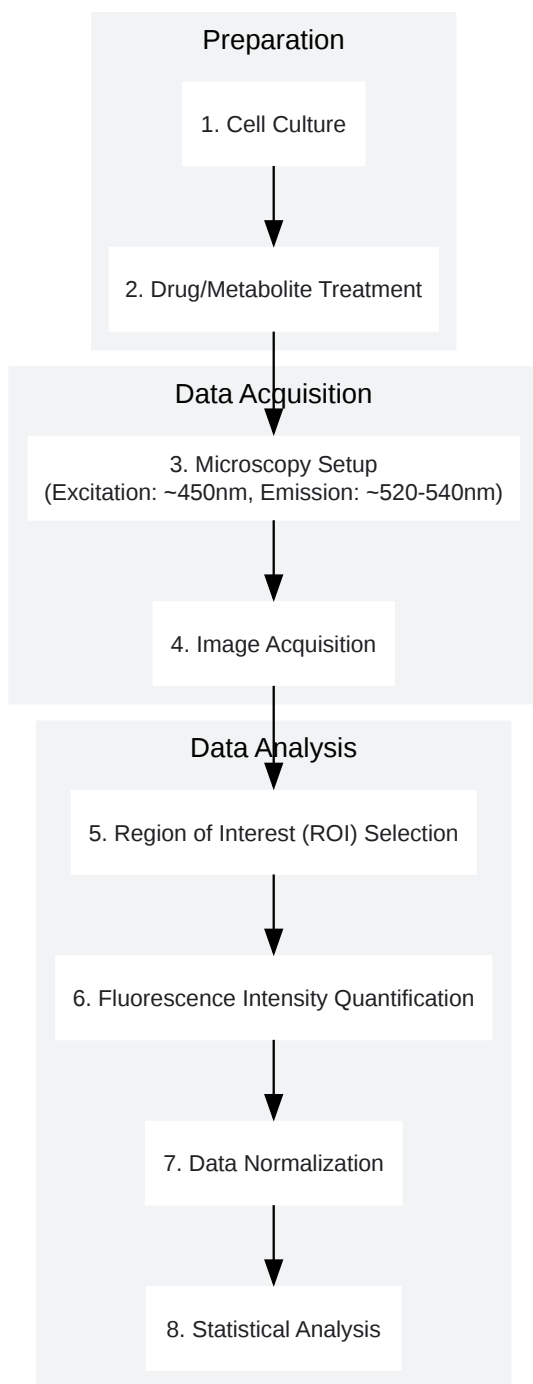 Preparation
1. Cell Culture
2. Drug/Metabolite Treatment
Data Acquisition
3. Microscopy Setup
(Excitation: ~450nm, Emission: ~520-540nm)
4. Image Acquisition
Data Analysis
5. Region of Interest (ROI) Selection
6. Fluorescence Intensity Quantification
7. Data Normalization
8. Statistical Analysis